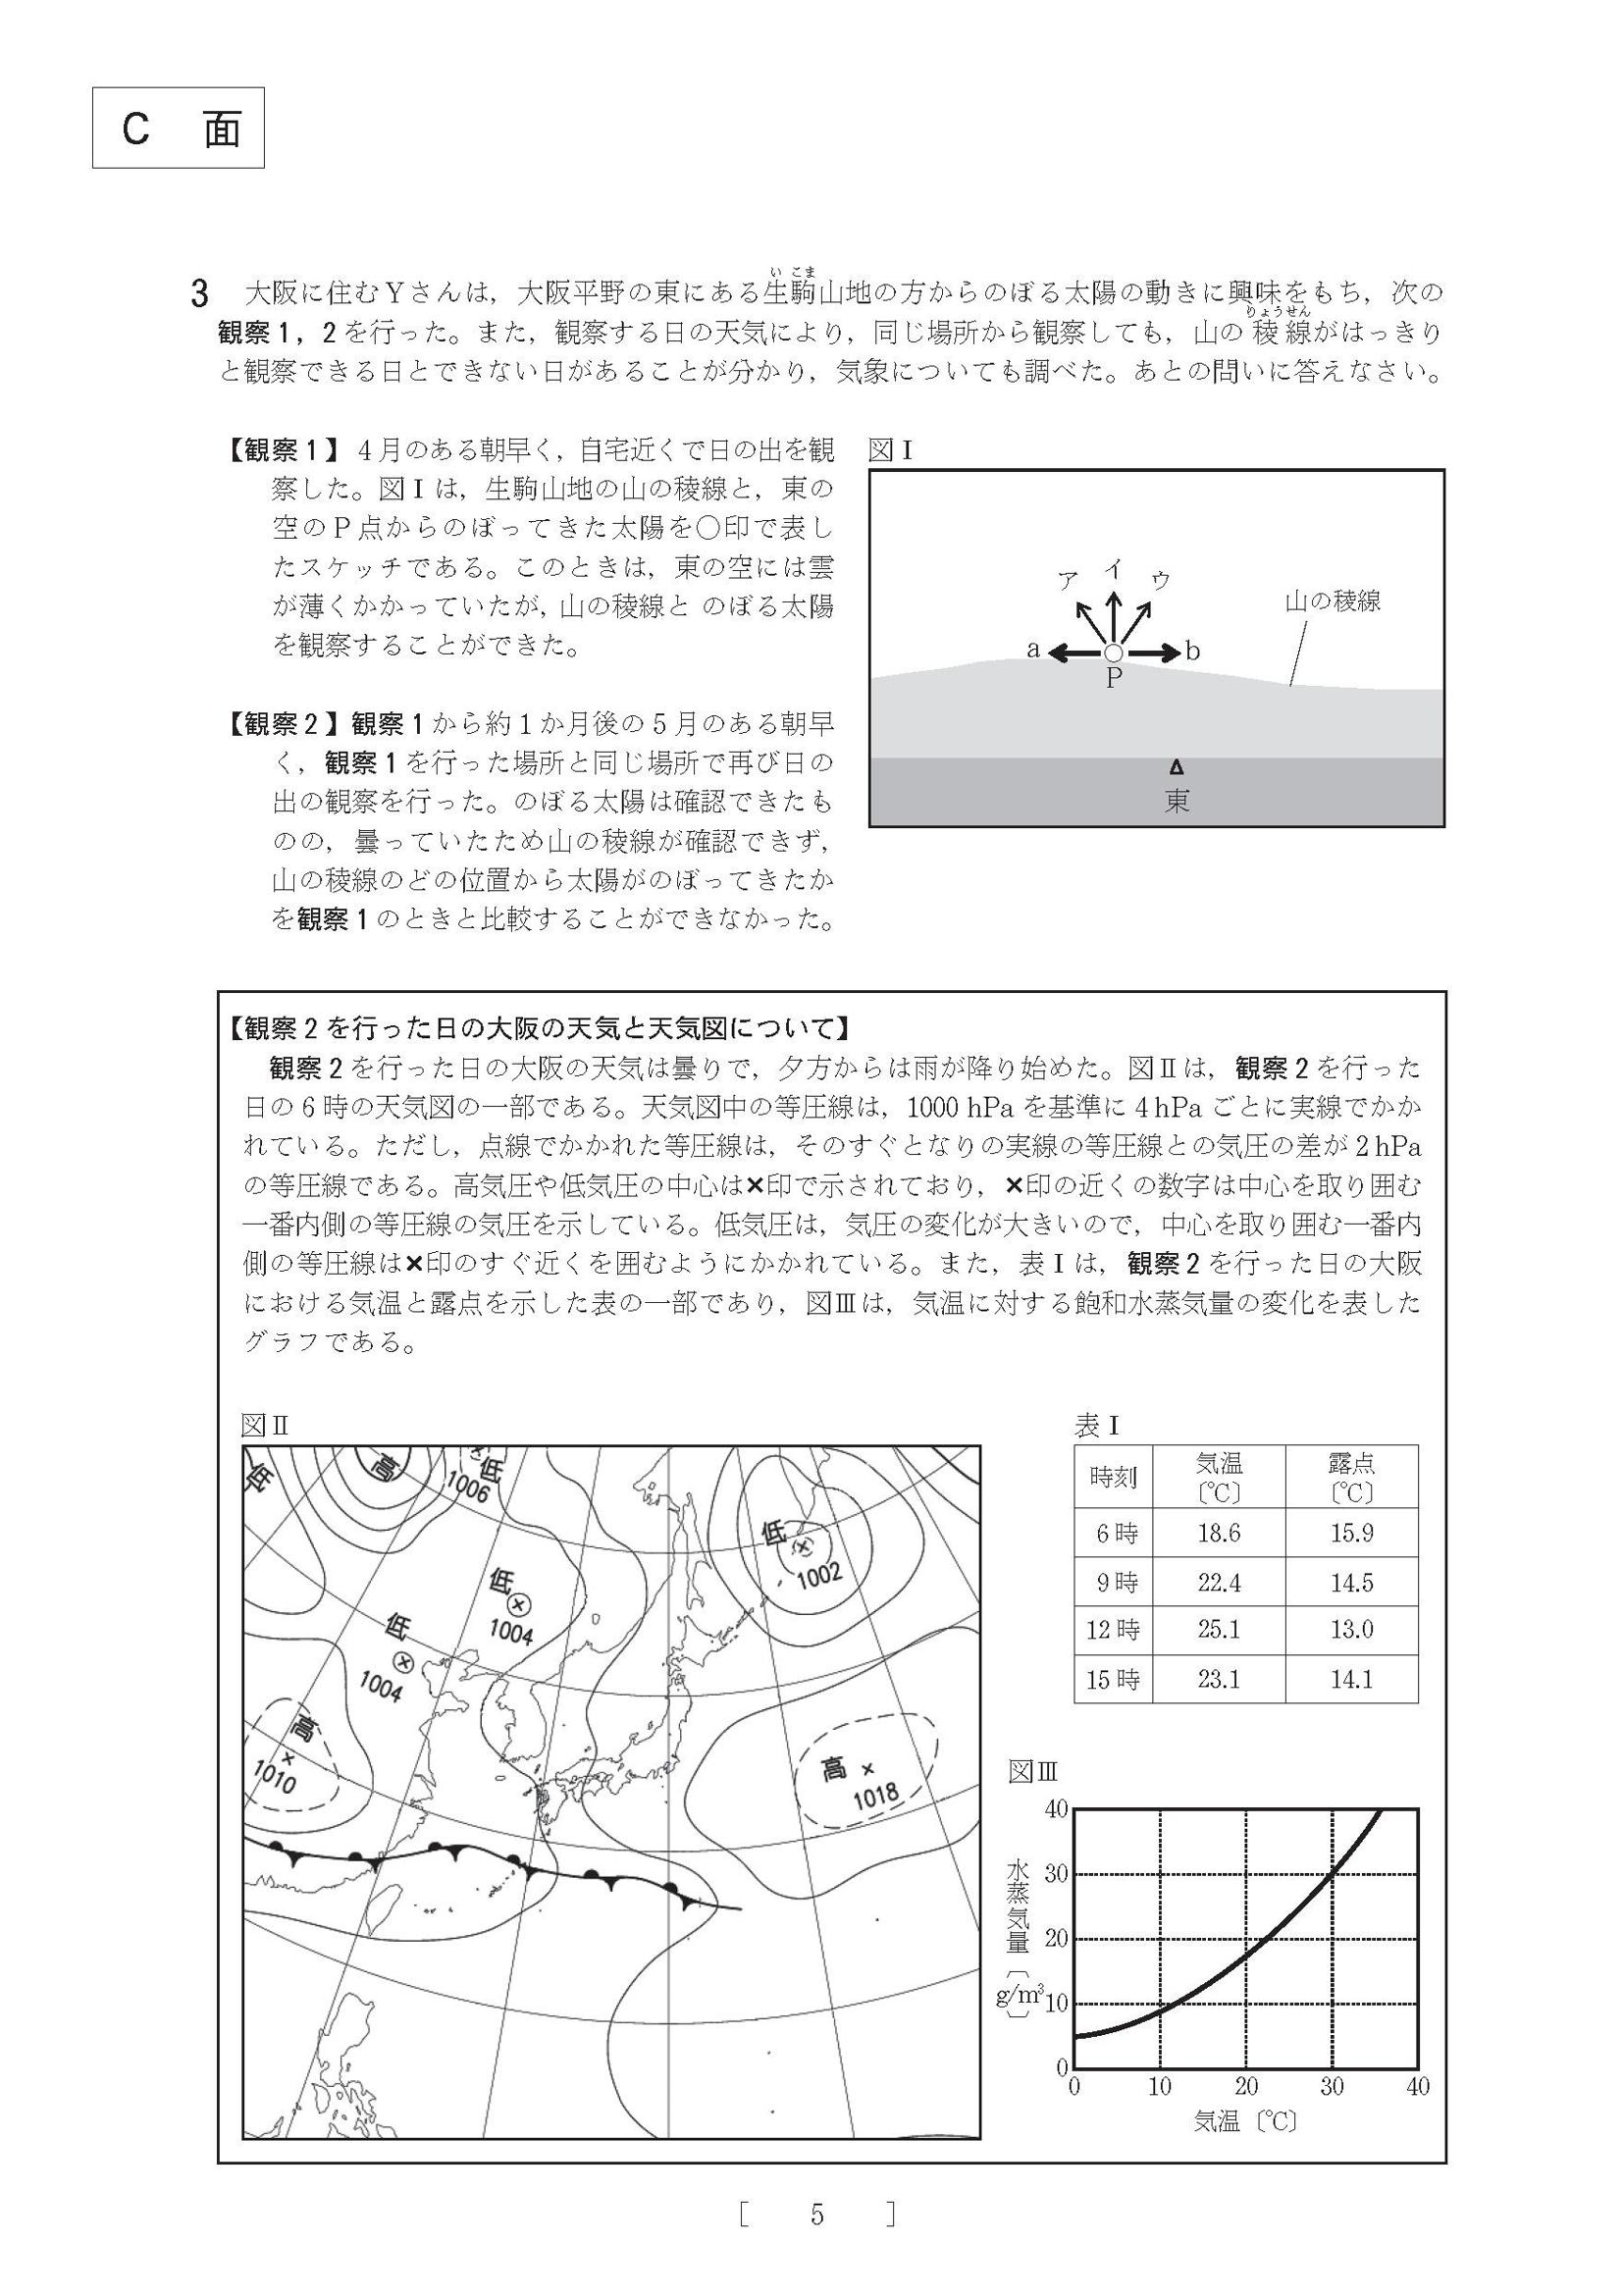 C 面
3 大阪に住むYさんは，大阪平野の東にある生駒山地の方からのぼる太陽の動きに興味をもち，次の
いこま
観察1，2を行った。また，観察する日の天気により，同じ場所から観察しても，山の稜線がはっきり
りょうせん
と観察できる日とできない日があることが分かり，気象についても調べた。あとの問いに答えなさい。
【観察1】4月のある朝早く，自宅近くで日の出を観
察した。図Ⅰは，生駒山地の山の稜線と，東の
空のP点からのぼってきた太陽を○印で表し
たスケッチである。このときは，東の空には雲
が薄くかかっていたが，山の稜線と のぼる太陽
を観察することができた。
【観察2】観察1から約1か月後の5月のある朝早
く，観察1を行った場所と同じ場所で再び日の
出の観察を行った。のぼる太陽は確認できたも
のの，曇っていたため山の稜線が確認できず，
山の稜線のどの位置から太陽がのぼってきたか
を観察1のときと比較することができなかった。
図Ⅰ
ア イ ウ
山の稜線
a b
P
東
【観察2を行った日の大阪の天気と天気図について】
観察2を行った日の大阪の天気は曇りで，夕方からは雨が降り始めた。図Ⅱは，観察2を行った
日の6時の天気図の一部である。天気図中の等圧線は，1000 hPaを基準に4 hPaごとに実線でかか
れている。ただし，点線でかかれた等圧線は，そのすぐとなりの実線の等圧線との気圧の差が2 hPa
の等圧線である。高気圧や低気圧の中心は×印で示されており，×印の近くの数字は中心を取り囲む
一番内側の等圧線の気圧を示している。低気圧は，気圧の変化が大きいので，中心を取り囲む一番内
側の等圧線は×印のすぐ近くを囲むようにかかれている。また，表Ⅰは，観察2を行った日の大阪
における気温と露点を示した表の一部であり，図Ⅲは，気温に対する飽和水蒸気量の変化を表した
グラフである。
図Ⅱ
低
高
低
1006
低
1002
低
1004
低
1004
高
1010
高
1018
表Ⅰ
時刻 気温〔℃〕 露点〔℃〕
6時 18.6 15.9
9時 22.4 14.5
12時 25.1 13.0
15時 23.1 14.1
図Ⅲ
40
30
20
10
0
水蒸気量〔g/m³〕
0 10 20 30 40
気温〔℃〕
［ 5 ］